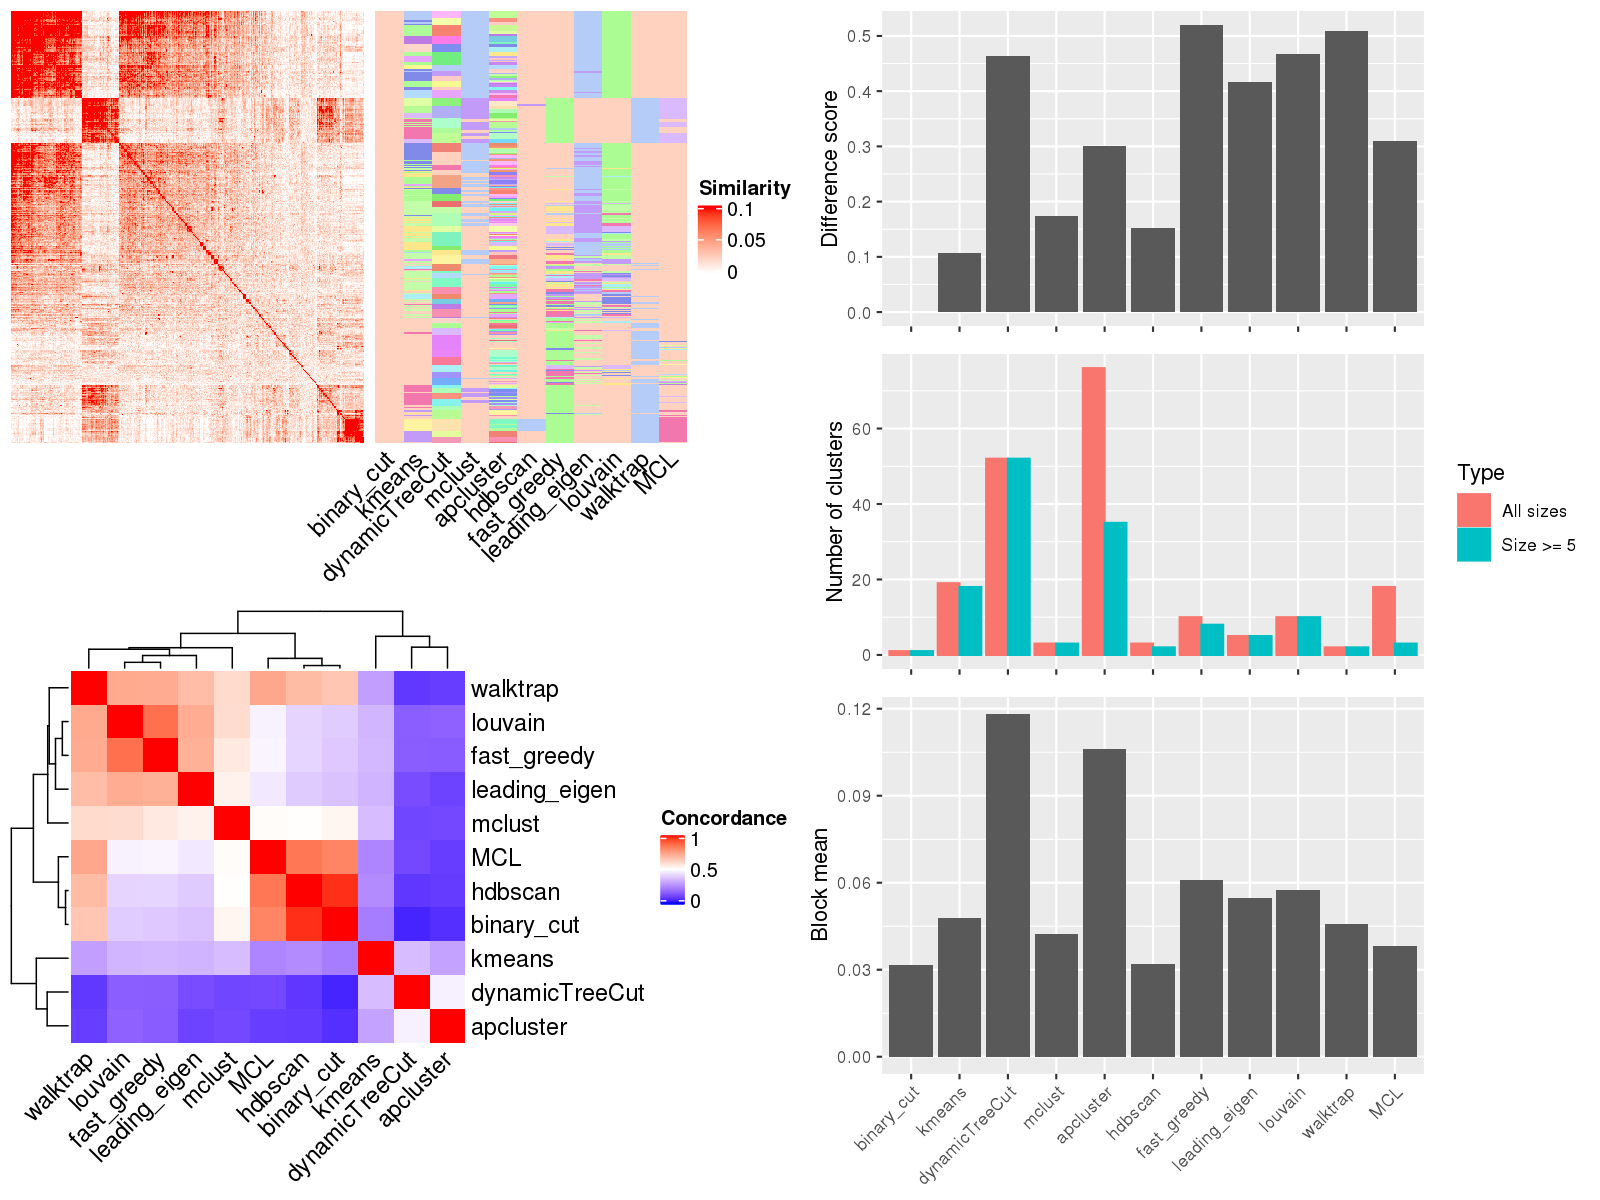 Similarity
0.1
0.05
0
binary_cut
kmeans
dynamicTreeCut
mclust
apcluster
hdbscan
fast_greedy
leading_eigen
louvain
walktrap
MCL
walktrap
louvain
fast_greedy
leading_eigen
mclust
MCL
hdbscan
binary_cut
kmeans
dynamicTreeCut
apcluster
Concordance
1
0.5
0
walktrap
louvain
fast_greedy
leading_eigen
mclust
MCL
hdbscan
binary_cut
kmeans
dynamicTreeCut
apcluster
Difference score
0.5
0.4
0.3
0.2
0.1
0.0
Number of clusters
60
40
20
0
Type
All sizes
Size >= 5
Block mean
0.12
0.09
0.06
0.03
0.00
binary_cut
kmeans
dynamicTreeCut
mclust
apcluster
hdbscan
fast_greedy
leading_eigen
louvain
walktrap
MCL